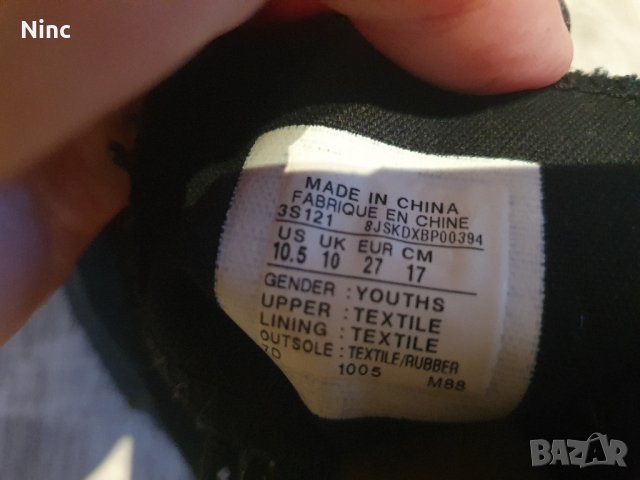 Ninc
MADE IN CHINA
FABRIQUE EN CHINE
3S121 8JSKDXBP00394
US UK EUR CM
10.5 10 27 17
GENDER : YOUTHS
UPPER : TEXTILE
LINING : TEXTILE
OUTSOLE : TEXTILE/RUBBER
1005 M88
BAZAR